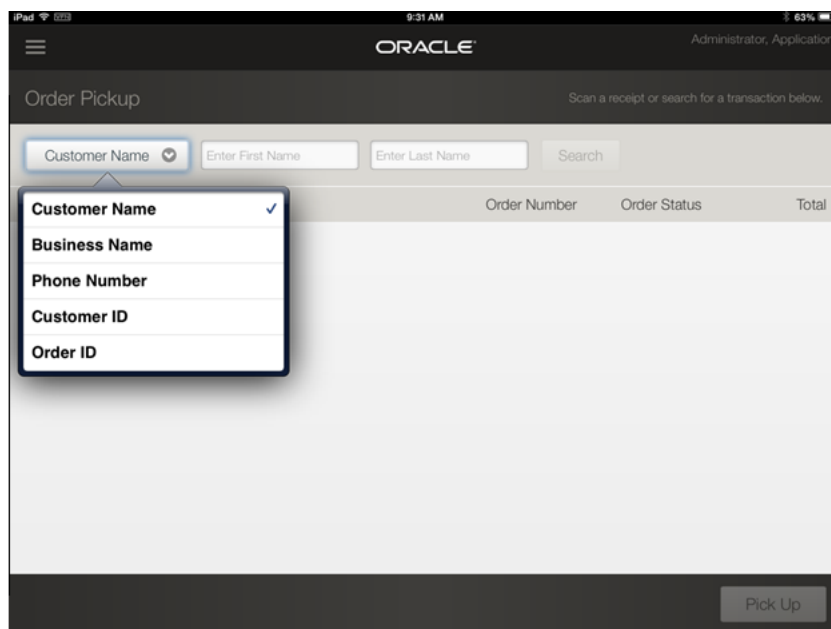 iPad VPN 9:31 AM 63%
ORACLE Administrator, Application
Order Pickup Scan a receipt or search for a transaction below.
Customer Name Enter First Name Enter Last Name Search
Order Number Order Status Total
Customer Name
Business Name
Phone Number
Customer ID
Order ID
Pick Up